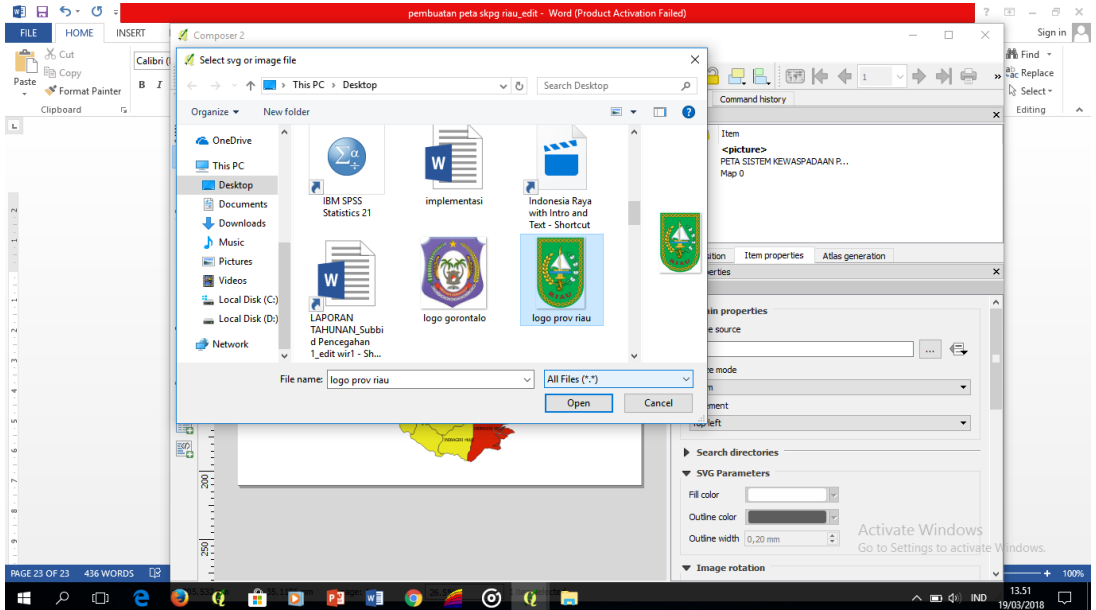 pembuatan peta skpg riau_edit - Word (Product Activation Failed)
FILE HOME INSERT
Sign in
Paste
Cut
Copy
Format Painter
Clipboard
Calibri (
B I
Find
Replace
Select
Editing
Composer 2
Select svg or image file
This PC > Desktop
Search Desktop
Organize
New folder
OneDrive
This PC
Desktop
Documents
Downloads
Music
Pictures
Videos
Local Disk (C:)
Local Disk (D:)
Network
IBM SPSS
Statistics 21
implementasi
Indonesia Raya
with Intro and
Text - Shortcut
LAPORAN
TAHUNAN_Subbi
d Pencegahan
1_edit wir1 - Sh...
logo gorontalo
logo prov riau
File name: logo prov riau
All Files (*.*)
Open Cancel
1
Command history
Item
<picture>
PETA SISTEM KEWASPADAAN P...
Map 0
Item properties
Atlas generation
Search directories
SVG Parameters
Fill color
Outline color
Outline width 0,20 mm
Image rotation
200
250
Activate Windows
Go to Settings to activate Windows.
PAGE 23 OF 23 436 WORDS
100%
IND
13.51
19/03/2018